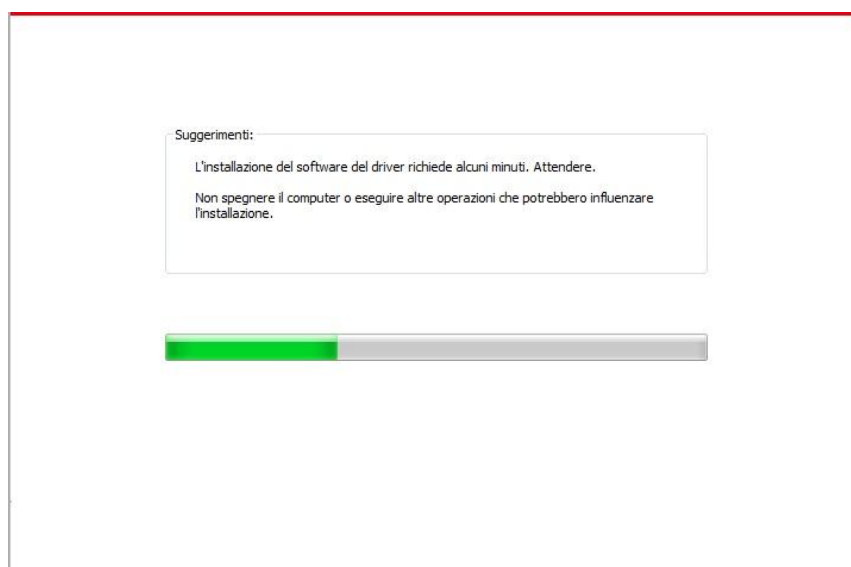 Suggerimenti:
L'installazione del software del driver richiede alcuni minuti. Attendere.
Non spegnere il computer o eseguire altre operazioni che potrebbero influenzare
l'installazione.